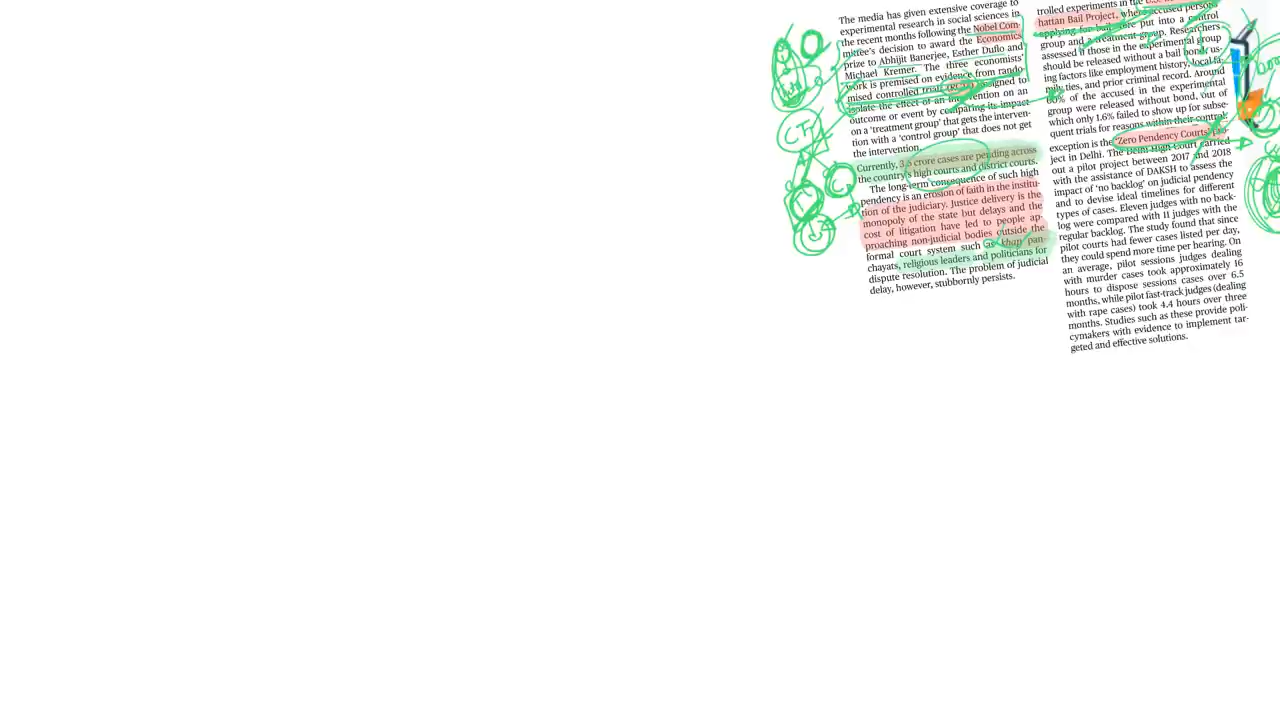 The media has given extensive coverage to
experimental research in social sciences in
the recent months following the Nobel Com-
mittee's decision to award the Economics
prize to Abhijit Banerjee, Esther Duflo and
Michael Kremer. The three economists'
work is premised on evidence from rando-
mised controlled trials (RCTs) designed to
isolate the effect of an intervention on an
outcome or event by comparing its impact
on a 'treatment group' that gets the interven-
tion with a 'control group' that does not get
the intervention.
Currently, 3.5 crore cases are pending across
the country's high courts and district courts.
The long-term consequence of such high
pendency is an erosion of faith in the institu-
tion of the judiciary. Justice delivery is the
monopoly of the state but delays and the
cost of litigation have led to people ap-
proaching non-judicial bodies outside the
formal court system such as khap pan-
chayats, religious leaders and politicians for
dispute resolution. The problem of judicial
delay, however, stubbornly persists.
trolled experiments in the
hattan Bail Project, where accused persons
applying for bail were put into a control
group and a treatment group. Researchers
assessed if those in the experimental group
should be released without a bail bond, us-
ing factors like employment history, local fa-
mily ties, and prior criminal record. Around
60% of the accused in the experimental
group were released without bond, out of
which only 1.6% failed to show up for subse-
quent trials for reasons within their control.
exception is the 'Zero Pendency Courts' pro-
ject in Delhi. The Delhi High Court carried
out a pilot project between 2017 and 2018
with the assistance of DAKSH to assess the
impact of 'no backlog' on judicial pendency
and to devise ideal timelines for different
types of cases. Eleven judges with no back-
log were compared with 11 judges with the
regular backlog. The study found that since
pilot courts had fewer cases listed per day,
they could spend more time per hearing. On
an average, pilot sessions judges dealing
with murder cases took approximately 16
hours to dispose sessions cases over 6.5
months, while pilot fast-track judges (dealing
with rape cases) took 4.4 hours over three
months. Studies such as these provide poli-
cymakers with evidence to implement tar-
geted and effective solutions.